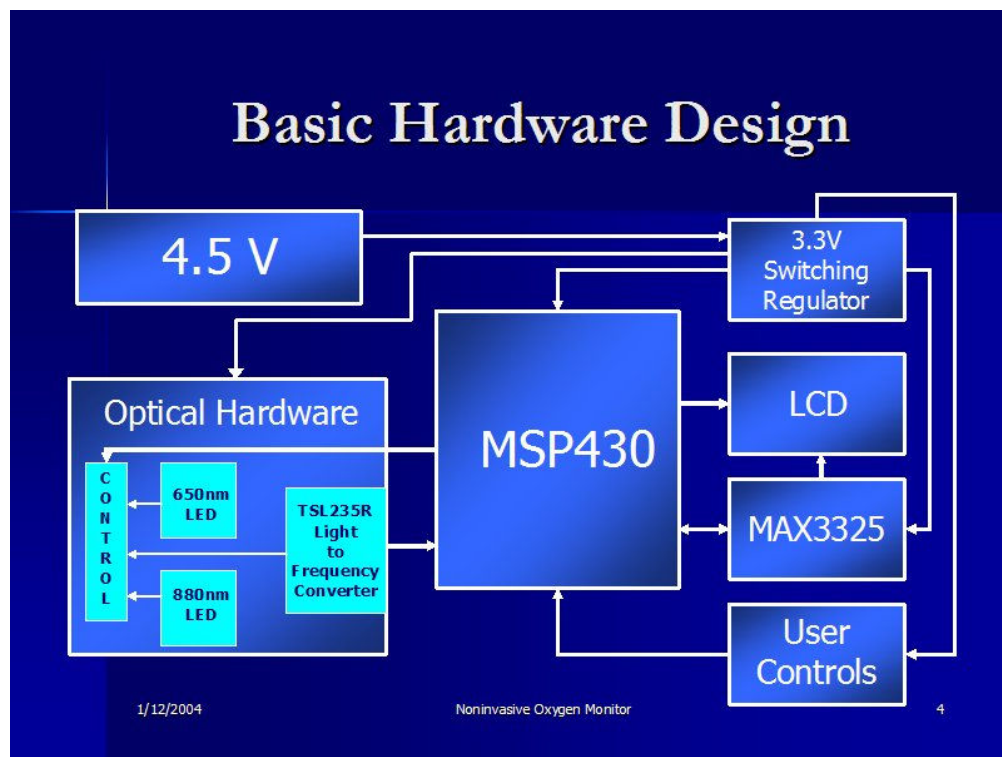 Basic Hardware Design
4.5 V
3.3V
Switching
Regulator
Optical Hardware
MSP430
LCD
C
O
N
T
R
O
L
650nm
LED
TSL235R
Light
to
Frequency
Converter
880nm
LED
MAX3325
User
Controls
1/12/2004
Noninvasive Oxygen Monitor
4